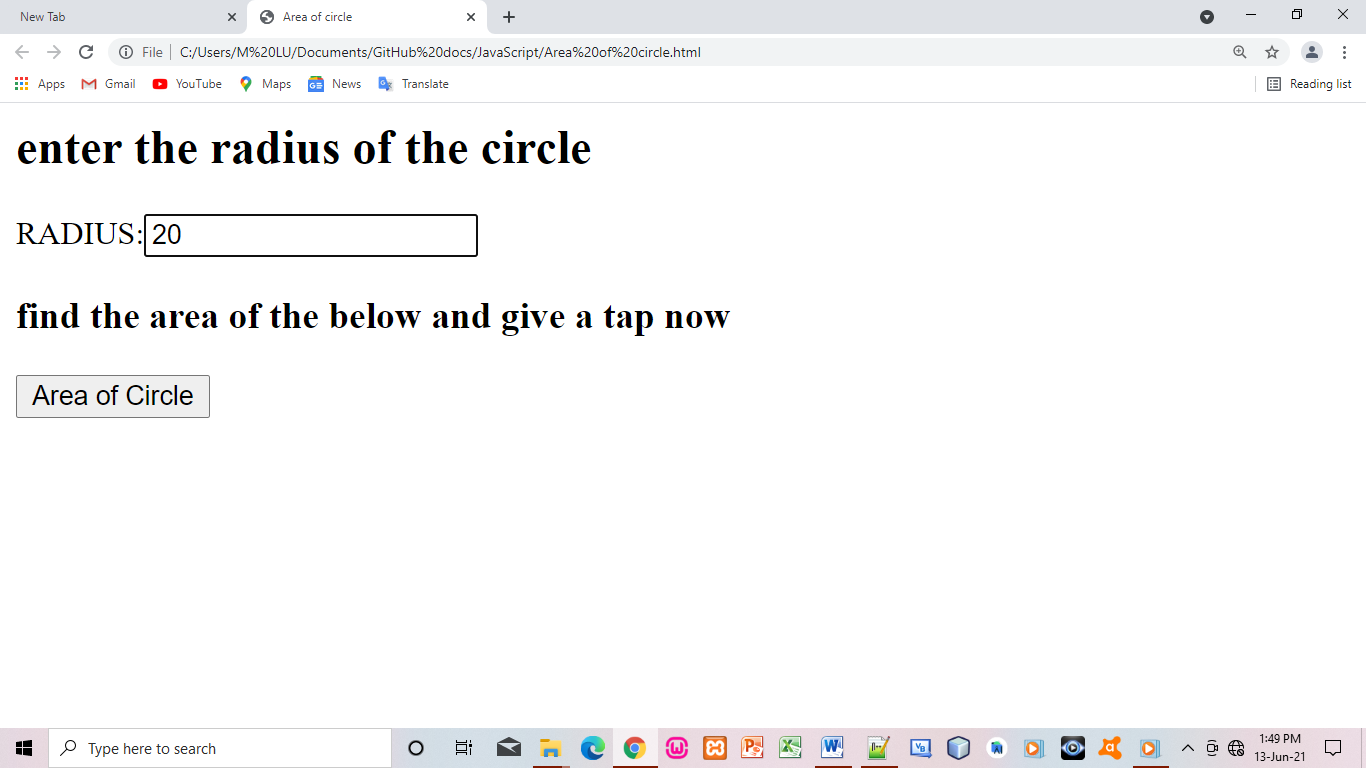 New Tab
Area of circle
File
C:/Users/M%20LU/Documents/GitHub%20docs/JavaScript/Area%20of%20circle.html
Apps
Gmail
YouTube
Maps
News
Translate
Reading list
enter the radius of the circle
RADIUS: 20
find the area of the below and give a tap now
Area of Circle
Type here to search
1:49 PM
13-Jun-21